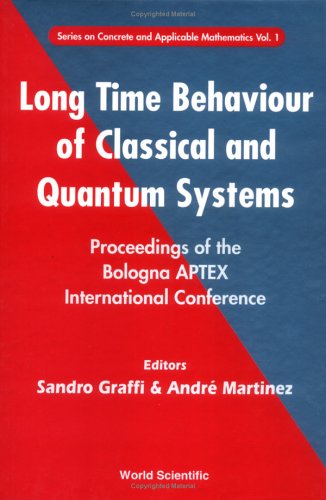 Series on Concrete and Applicable Mathematics Vol. 1
Long Time Behaviour
of Classical and
Quantum Systems
Proceedings of the
Bologna APTEX
International Conference
Editors
Sandro Graffi & André Martinez
World Scientific